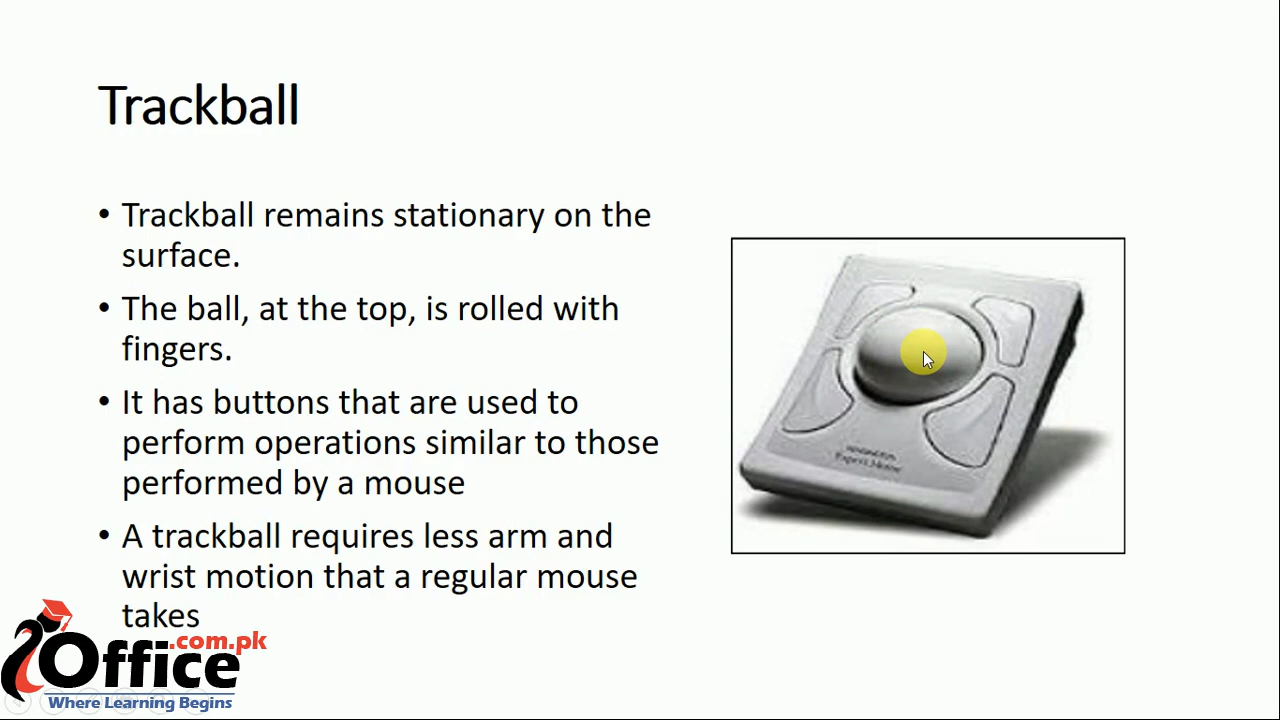 Trackball
• Trackball remains stationary on the
surface.
• The ball, at the top, is rolled with
fingers.
• It has buttons that are used to
perform operations similar to those
performed by a mouse
• A trackball requires less arm and
wrist motion that a regular mouse
takes
Expert Mouse
Office.com.pk
Where Learning Begins